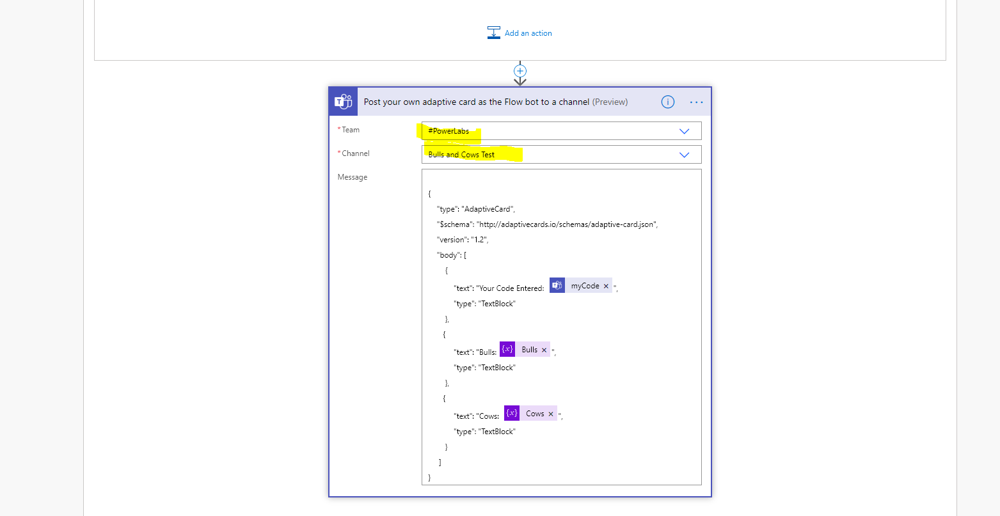 Add an action
Post your own adaptive card as the Flow bot to a channel (Preview)
* Team
#PowerLabs
* Channel
Bulls and Cows Test
Message
{
"type": "AdaptiveCard",
"$schema": "http://adaptivecards.io/schemas/adaptive-card.json",
"version": "1.2",
"body": [
{
"text": "Your Code Entered: myCode × ",
"type": "TextBlock"
},
{
"text": "Bulls: {x} Bulls × ",
"type": "TextBlock"
},
{
"text": "Cows: {x} Cows × ",
"type": "TextBlock"
}
]
}